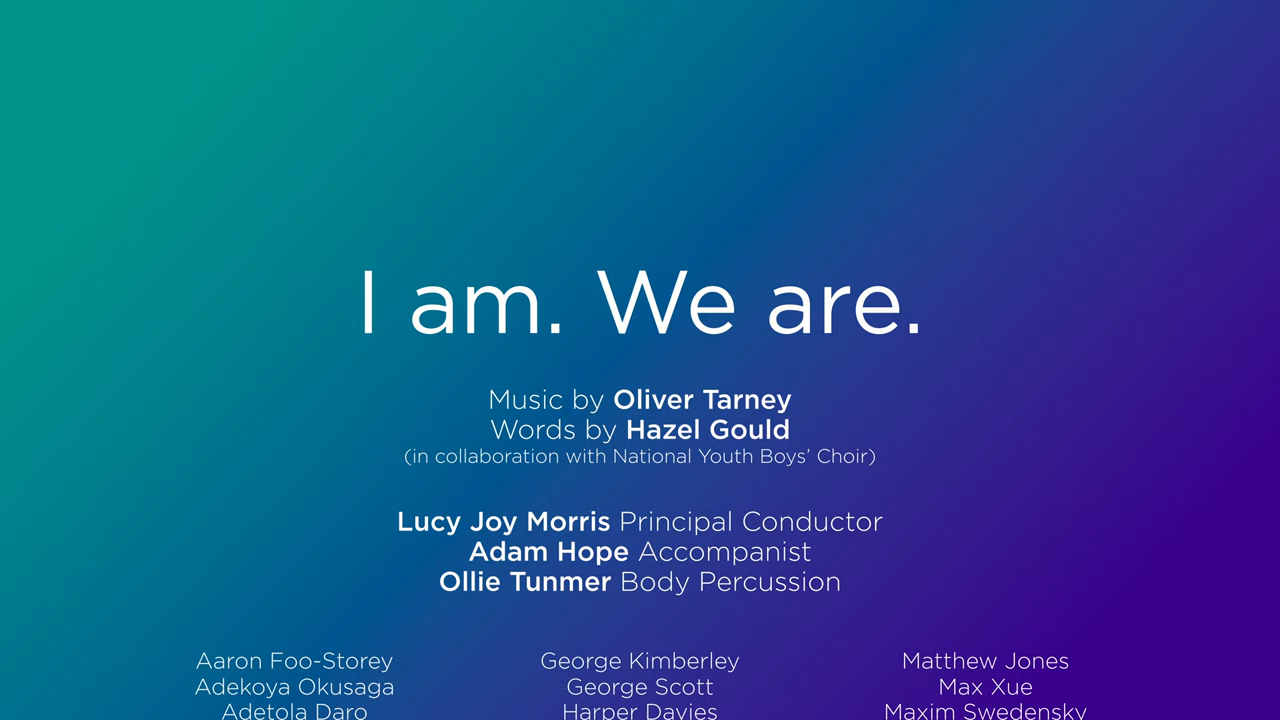 I am. We are.
Music by Oliver Tarney
Words by Hazel Gould
(in collaboration with National Youth Boys’ Choir)
Lucy Joy Morris Principal Conductor
Adam Hope Accompanist
Ollie Tunmer Body Percussion
Aaron Foo-Storey George Kimberley Matthew Jones
Adekoya Okusaga George Scott Max Xue
Adetola Daro Harper Davies Maxim Swedensky